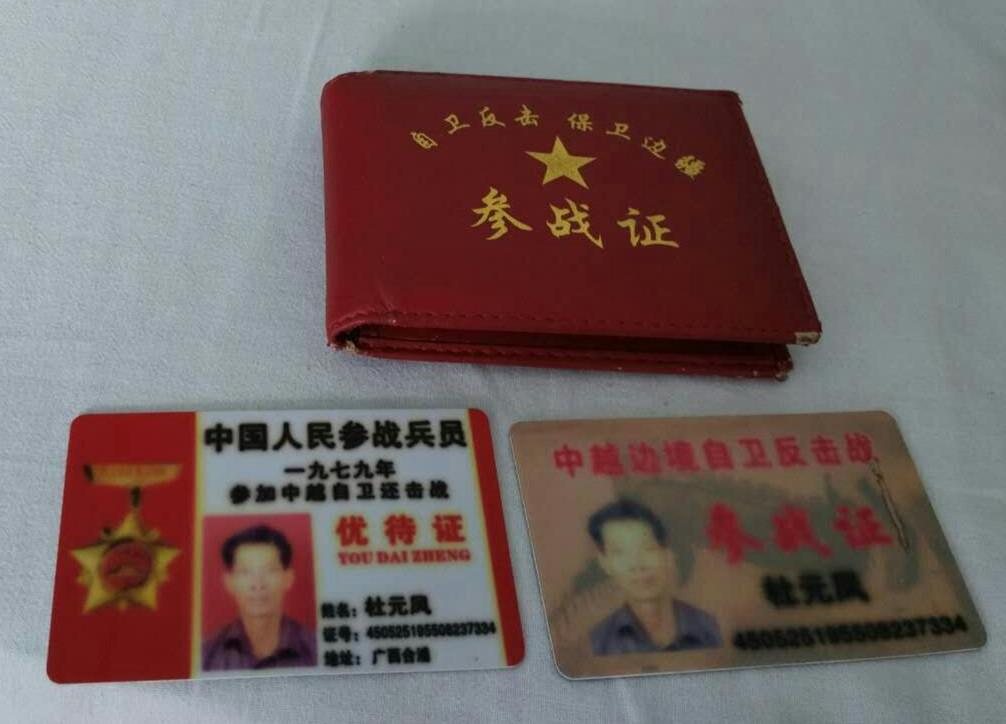 自卫反击 保卫边疆
参战证
中国人民参战兵员
一九七九年
参加中越自卫还击战
优待证
YOU DAI ZHENG
姓名：杜元凤
证号：450525195508237334
地址：广西合浦
中越边境自卫反击战
参战证
杜元凤
450525195508237334